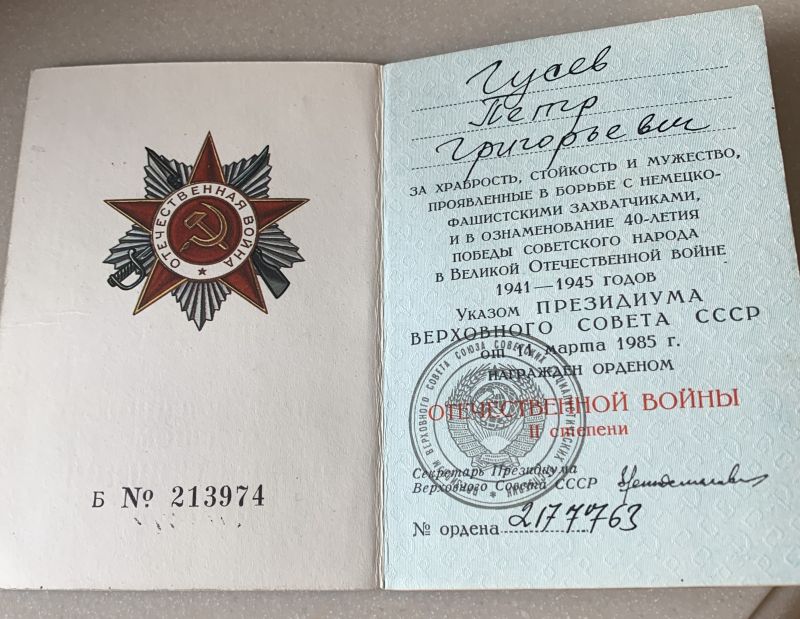 ОТЕЧЕСТВЕННАЯ ВОЙНА
Б № 213974
Гусев
Петр
Григорьевич
ЗА ХРАБРОСТЬ, СТОЙКОСТЬ И МУЖЕСТВО,
ПРОЯВЛЕННЫЕ В БОРЬБЕ С НЕМЕЦКО-
ФАШИСТСКИМИ ЗАХВАТЧИКАМИ,
И В ОЗНАМЕНОВАНИЕ 40-ЛЕТИЯ
ПОБЕДЫ СОВЕТСКОГО НАРОДА
В ВЕЛИКОЙ ОТЕЧЕСТВЕННОЙ ВОЙНЕ
1941—1945 ГОДОВ
УКАЗОМ ПРЕЗИДИУМА
ВЕРХОВНОГО СОВЕТА СССР
от 11 марта 1985 г.
НАГРАЖДЕН ОРДЕНОМ
ОТЕЧЕСТВЕННОЙ ВОЙНЫ
II степени
Секретарь Президиума
Верховного Совета СССР
№ ордена 2177763